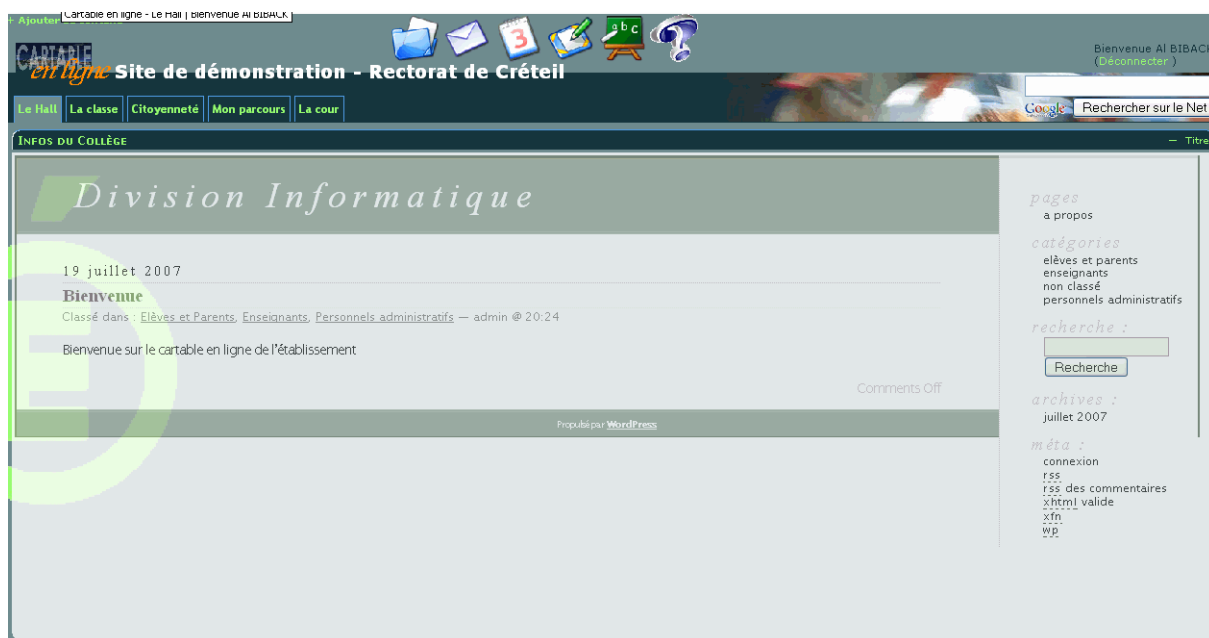 + Ajouter
Cartable en ligne - Le Hall | Bienvenue Al BIBACK
3
a b c
Bienvenue Al BIBACK
(Déconnecter )
CARTABLE
en ligne
Site de démonstration - Rectorat de Créteil
Le Hall La classe Citoyenneté Mon parcours La cour
Google Rechercher sur le Net
INFOS DU COLLÈGE
— Titre
Division Informatique
19 juillet 2007
Bienvenue
Classé dans : Elèves et Parents, Enseignants, Personnels administratifs — admin @ 20:24
Bienvenue sur le cartable en ligne de l'établissement
Comments Off
Propulsé par WordPress
pages
a propos
catégories
elèves et parents
enseignants
non classé
personnels administratifs
recherche :
Recherche
archives :
juillet 2007
méta :
connexion
rss
rss des commentaires
xhtml valide
xfn
wp